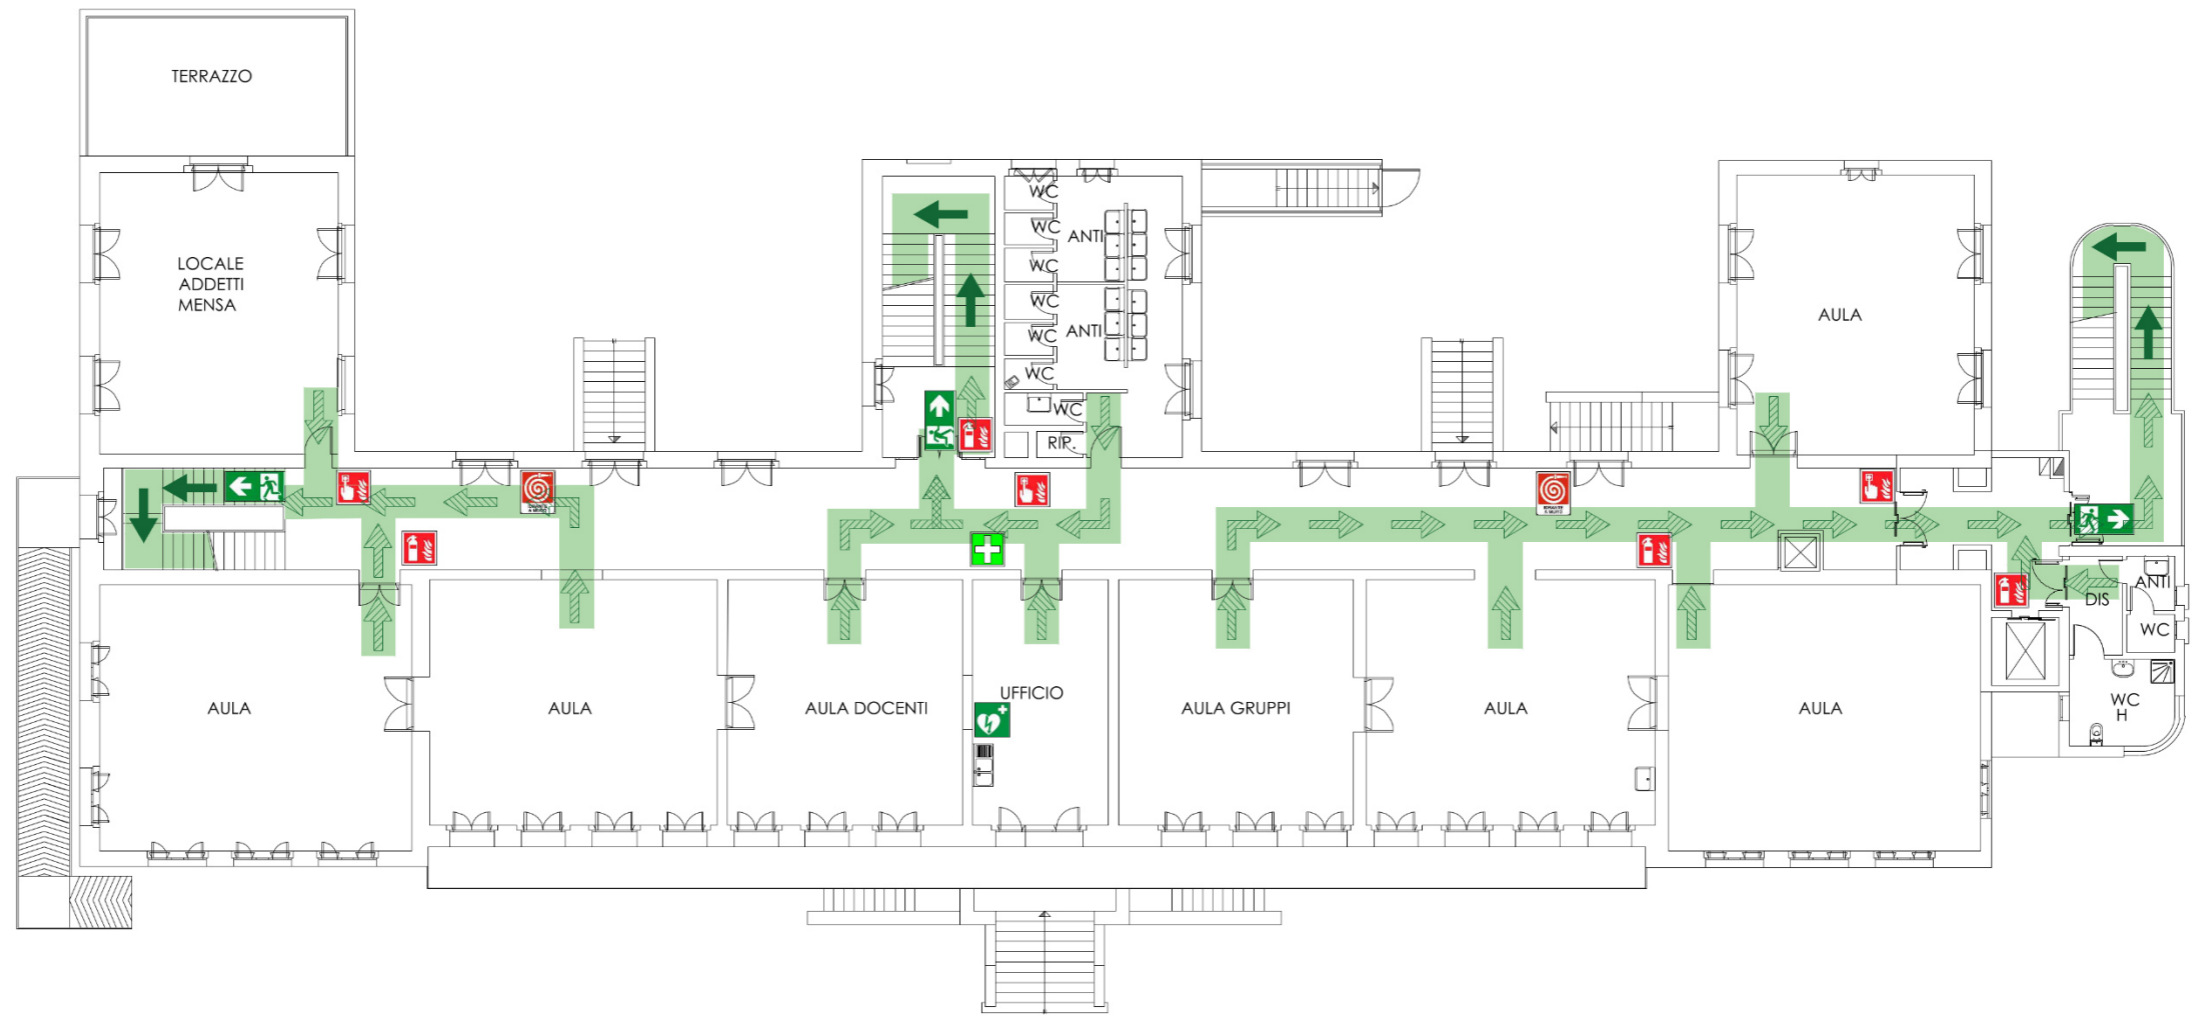 TERRAZZO
LOCALE
ADDETTI
MENSA
WC
WC
ANTI
WC
WC
ANTI
WC
WC
WC
RIP.
AULA
ANTI
DIS
WC
WC
H
AULA
AULA
AULA DOCENTI
UFFICIO
AULA GRUPPI
AULA
AULA